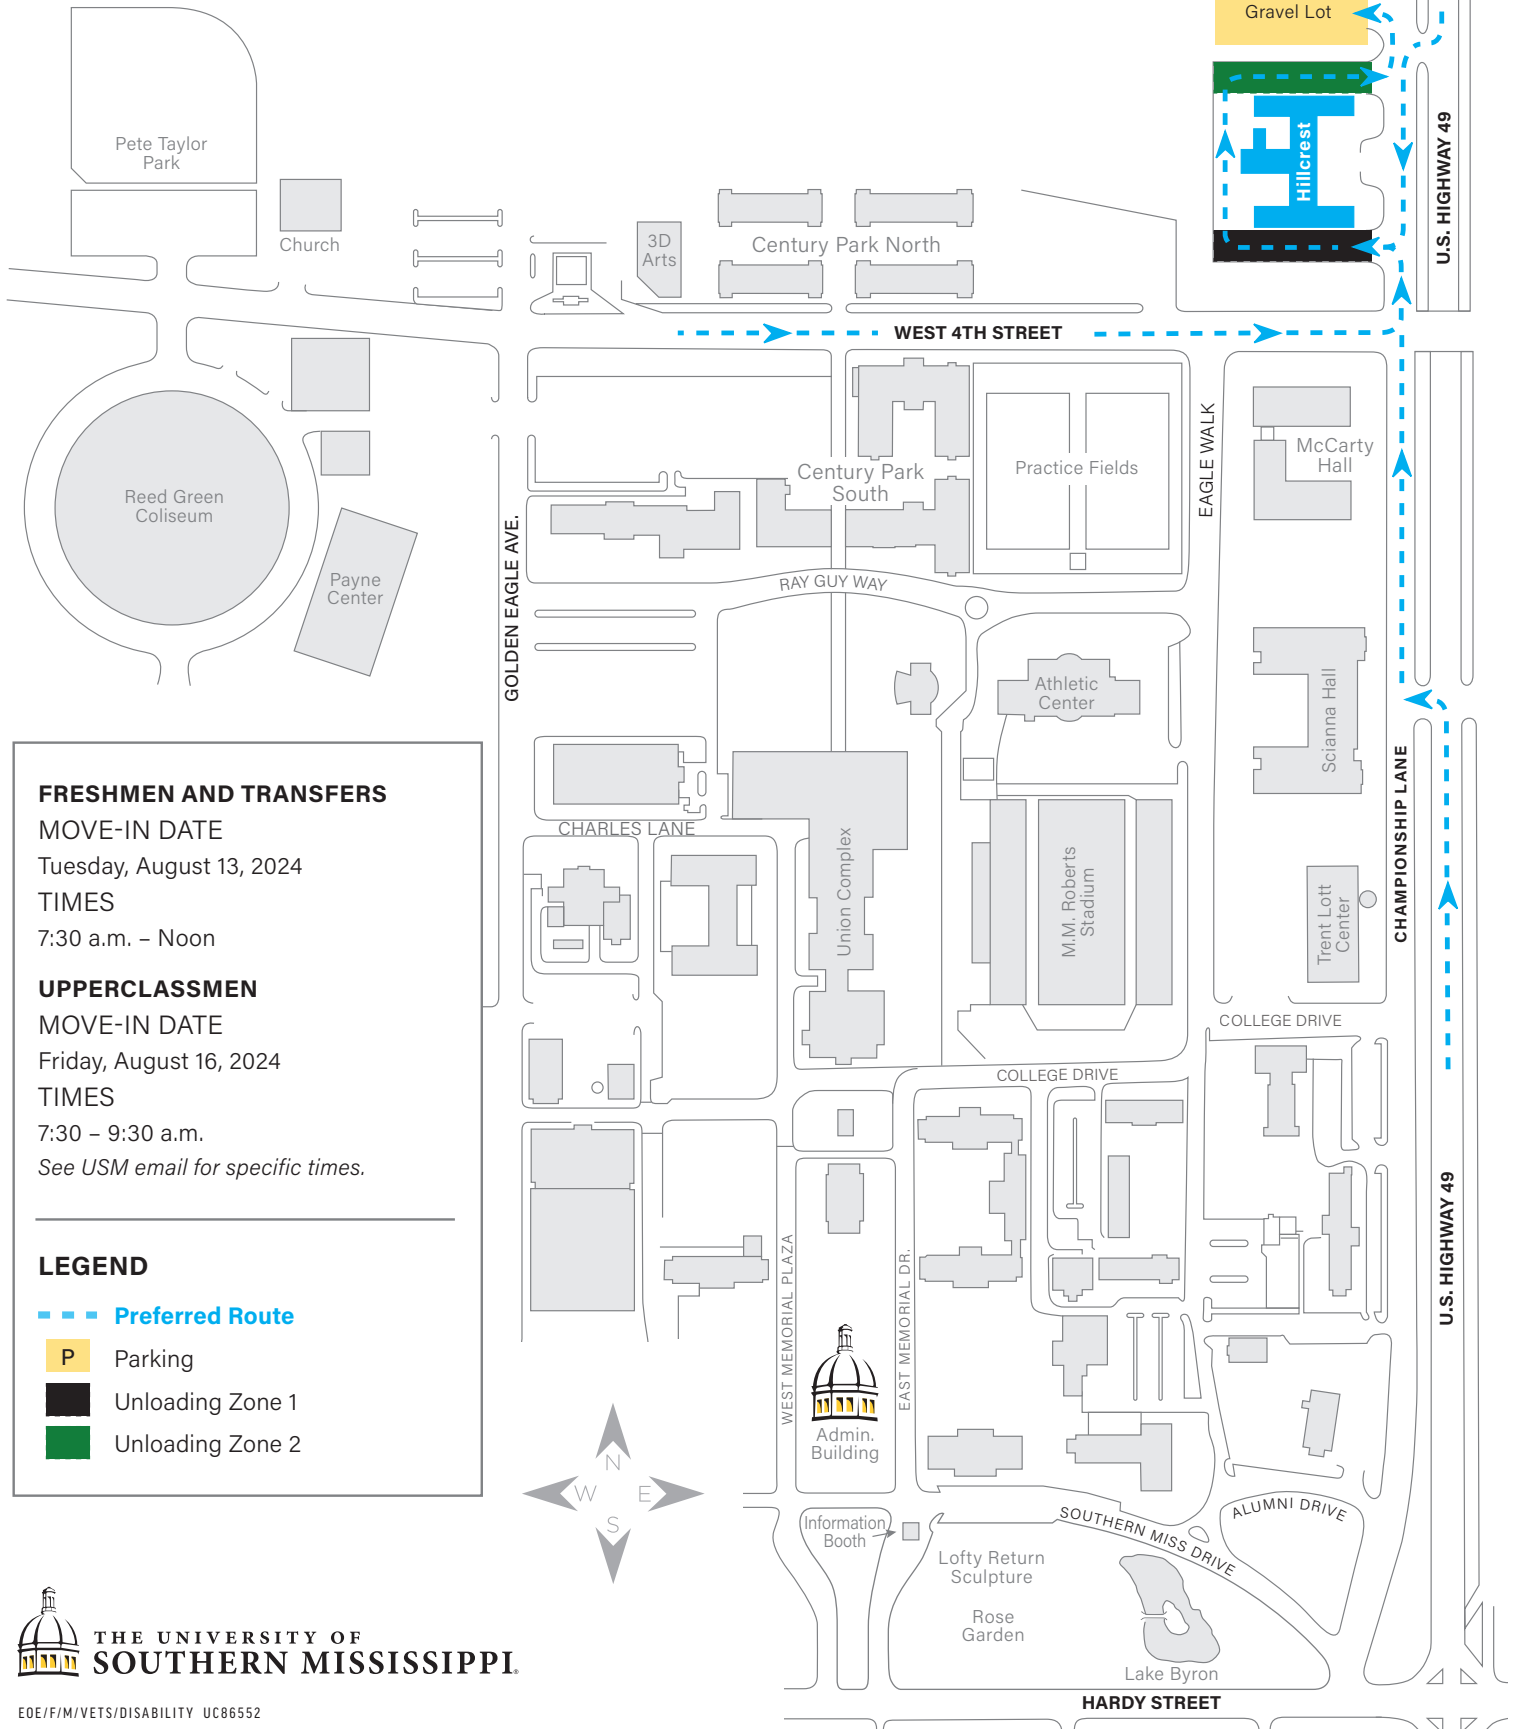 Gravel Lot
Hillcrest
U.S. HIGHWAY 49
Pete Taylor
Park
Church
3D
Arts
Century Park North
WEST 4TH STREET
EAGLE WALK
McCarty
Hall
Century Park
South
Practice Fields
Reed Green
Coliseum
Payne
Center
GOLDEN EAGLE AVE.
RAY GUY WAY
Athletic
Center
Scianna Hall
CHAMPIONSHIP LANE
CHARLES LANE
Union Complex
M.M. Roberts
Stadium
Trent Lott
Center
COLLEGE DRIVE
COLLEGE DRIVE
FRESHMEN AND TRANSFERS
MOVE-IN DATE
Tuesday, August 13, 2024
TIMES
7:30 a.m. – Noon
UPPERCLASSMEN
MOVE-IN DATE
Friday, August 16, 2024
TIMES
7:30 – 9:30 a.m.
See USM email for specific times.
LEGEND
Preferred Route
P Parking
Unloading Zone 1
Unloading Zone 2
WEST MEMORIAL PLAZA
EAST MEMORIAL DR.
U.S. HIGHWAY 49
Admin.
Building
N
W E
S
Information
Booth
Lofty Return
Sculpture
Rose
Garden
SOUTHERN MISS DRIVE
ALUMNI DRIVE
Lake Byron
HARDY STREET
THE UNIVERSITY OF
SOUTHERN MISSISSIPPI.
EOE/F/M/VETS/DISABILITY UC86552